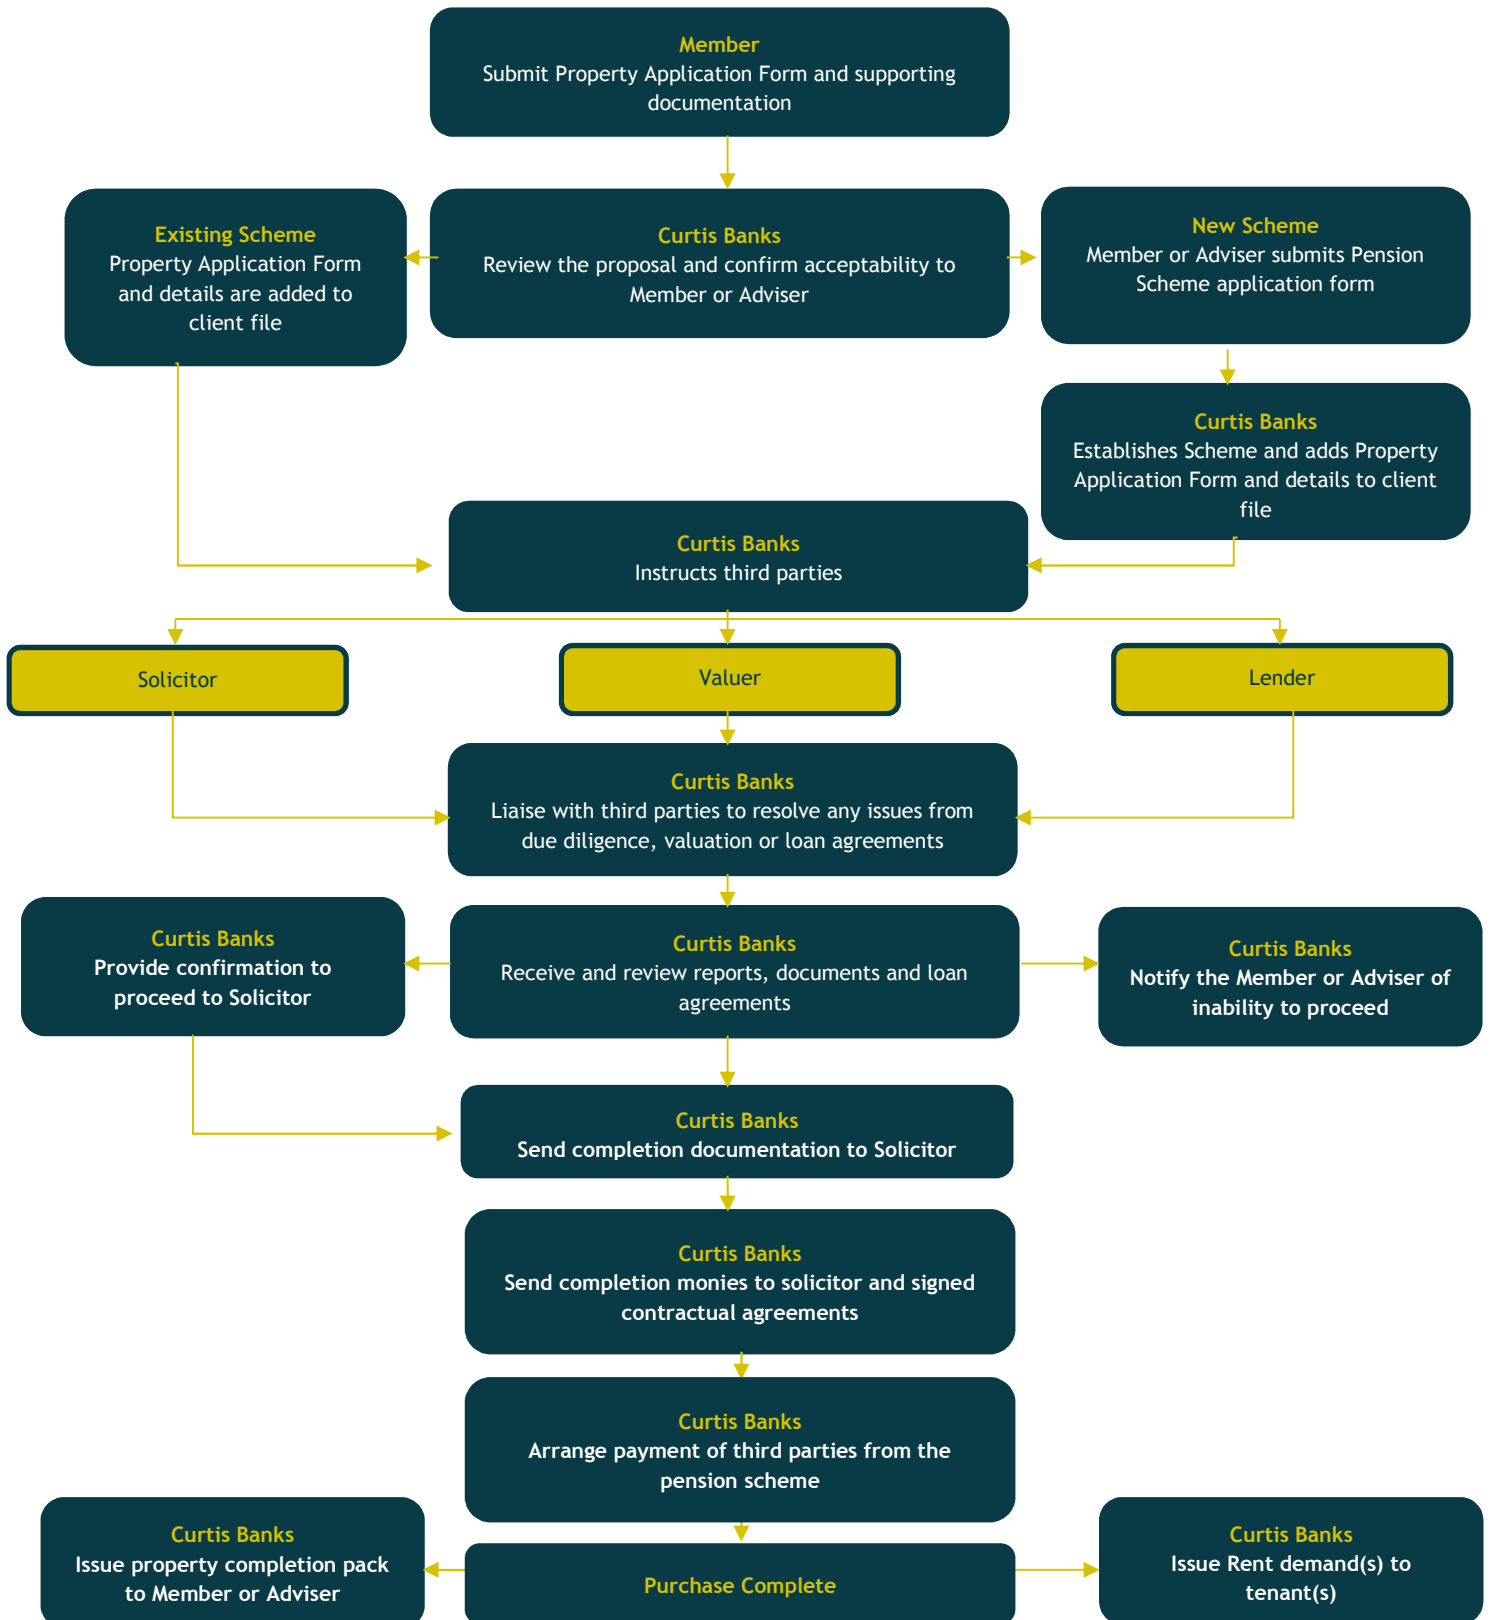 Member
Submit Property Application Form and supporting
documentation
Existing Scheme
Property Application Form
and details are added to
client file
Curtis Banks
Review the proposal and confirm acceptability to
Member or Adviser
New Scheme
Member or Adviser submits Pension
Scheme application form
Curtis Banks
Establishes Scheme and adds Property
Application Form and details to client
file
Curtis Banks
Instructs third parties
Solicitor
Valuer
Lender
Curtis Banks
Liaise with third parties to resolve any issues from
due diligence, valuation or loan agreements
Curtis Banks
Provide confirmation to
proceed to Solicitor
Curtis Banks
Receive and review reports, documents and loan
agreements
Curtis Banks
Notify the Member or Adviser of
inability to proceed
Curtis Banks
Send completion documentation to Solicitor
Curtis Banks
Send completion monies to solicitor and signed
contractual agreements
Curtis Banks
Arrange payment of third parties from the
pension scheme
Curtis Banks
Issue property completion pack
to Member or Adviser
Purchase Complete
Curtis Banks
Issue Rent demand(s) to
tenant(s)